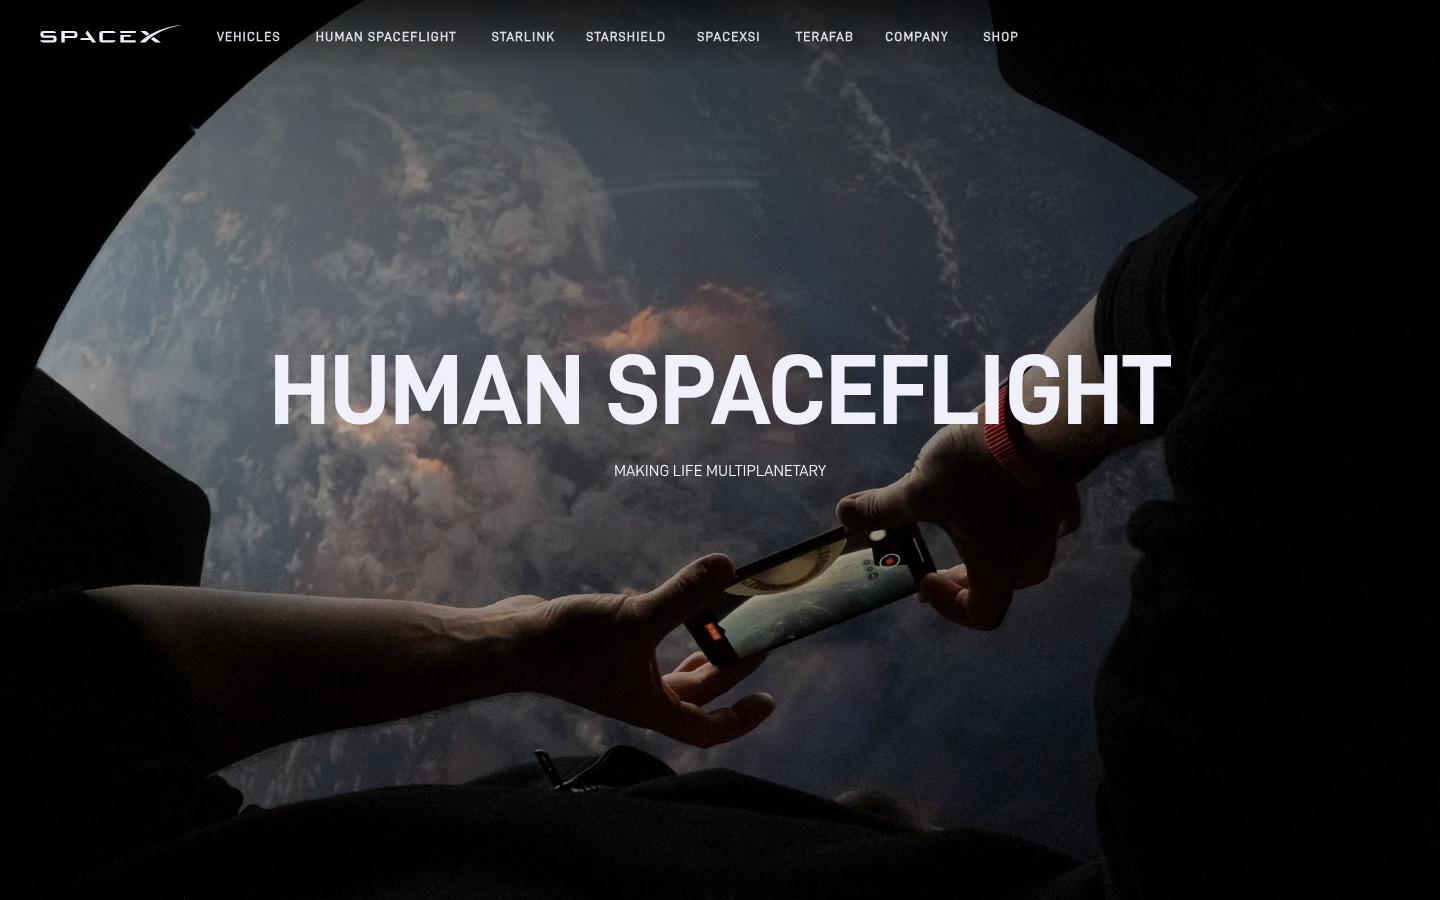 SPACEX
VEHICLES
HUMAN SPACEFLIGHT
STARLINK
STARSHIELD
SPACEXSI
TERAFAB
COMPANY
SHOP
HUMAN SPACEFLIGHT
MAKING LIFE MULTIPLANETARY